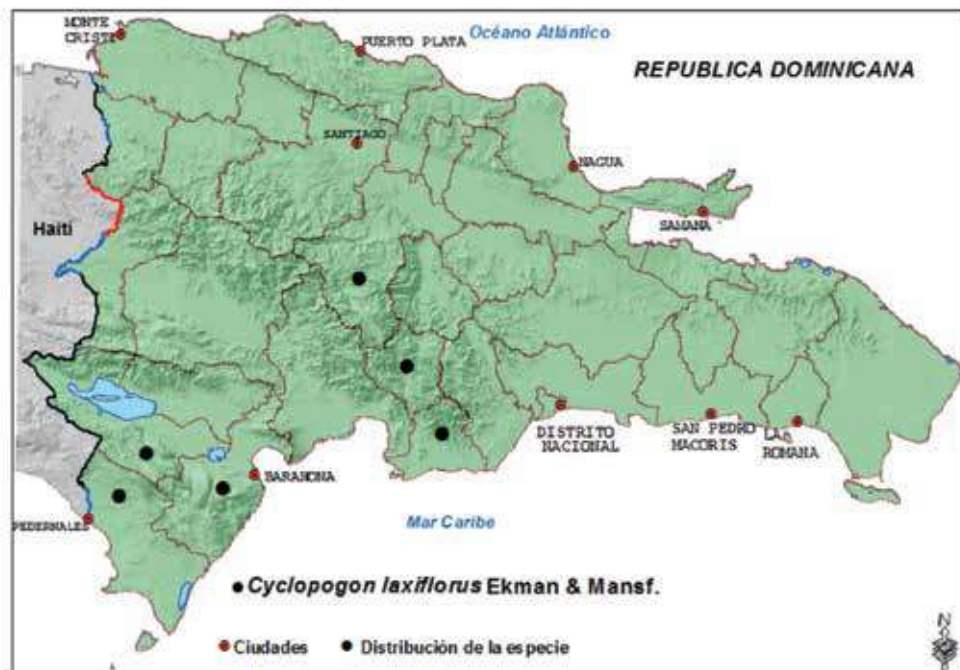 MONTE
CRISTI
PUERTO PLATA
Océano Atlántico
REPUBLICA DOMINICANA
SANTIAGO
NAGUA
SAMANA
Haití
DISTRITO
NACIONAL
SAN PEDRO
MACORIS
LA
ROMANA
BARAHONA
PEDERNALES
Mar Caribe
Cyclopogon laxiflorus Ekman & Mansf.
Ciudades
Distribución de la especie
N